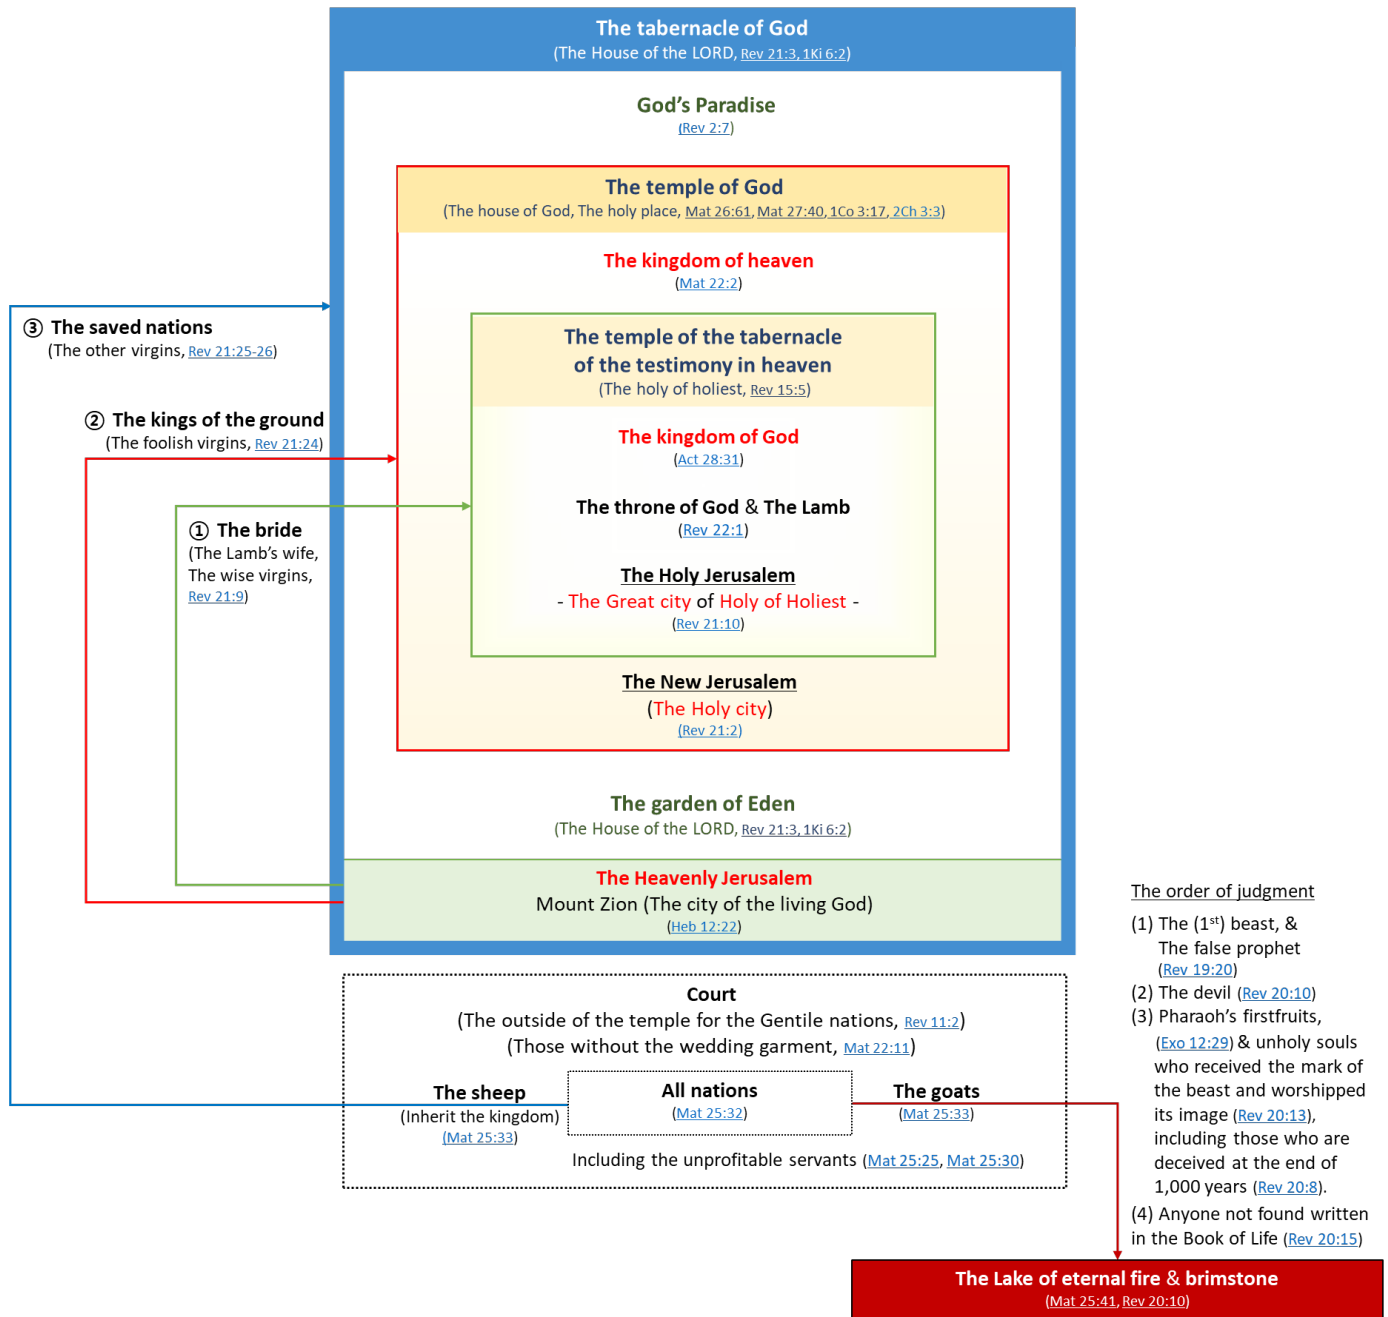 The tabernacle of God
(The House of the LORD, Rev 21:3, 1Ki 6:2)
God's Paradise
(Rev 2:7)
The temple of God
(The house of God, The holy place, Mat 26:61, Mat 27:40, 1Co 3:17, 2Ch 3:3)
The kingdom of heaven
(Mat 22:2)
The temple of the tabernacle
of the testimony in heaven
(The holy of holiest, Rev 15:5)
The kingdom of God
(Act 28:31)
The throne of God & The Lamb
(Rev 22:1)
The Holy Jerusalem
- The Great city of Holy of Holiest -
(Rev 21:10)
The New Jerusalem
(The Holy city)
(Rev 21:2)
The garden of Eden
(The House of the LORD, Rev 21:3, 1Ki 6:2)
The Heavenly Jerusalem
Mount Zion (The city of the living God)
(Heb 12:22)
③ The saved nations
(The other virgins, Rev 21:25-26)
② The kings of the ground
(The foolish virgins, Rev 21:24)
① The bride
(The Lamb's wife,
The wise virgins,
Rev 21:9)
Court
(The outside of the temple for the Gentile nations, Rev 11:2)
(Those without the wedding garment, Mat 22:11)
The sheep
(Inherit the kingdom)
(Mat 25:33)
All nations
(Mat 25:32)
The goats
(Mat 25:33)
Including the unprofitable servants (Mat 25:25, Mat 25:30)
The order of judgment
(1) The (1st) beast, &
The false prophet
(Rev 19:20)
(2) The devil (Rev 20:10)
(3) Pharaoh's firstfruits,
(Exo 12:29) & unholy souls
who received the mark of
the beast and worshipped
its image (Rev 20:13),
including those who are
deceived at the end of
1,000 years (Rev 20:8).
(4) Anyone not found written
in the Book of Life (Rev 20:15)
The Lake of eternal fire & brimstone
(Mat 25:41, Rev 20:10)